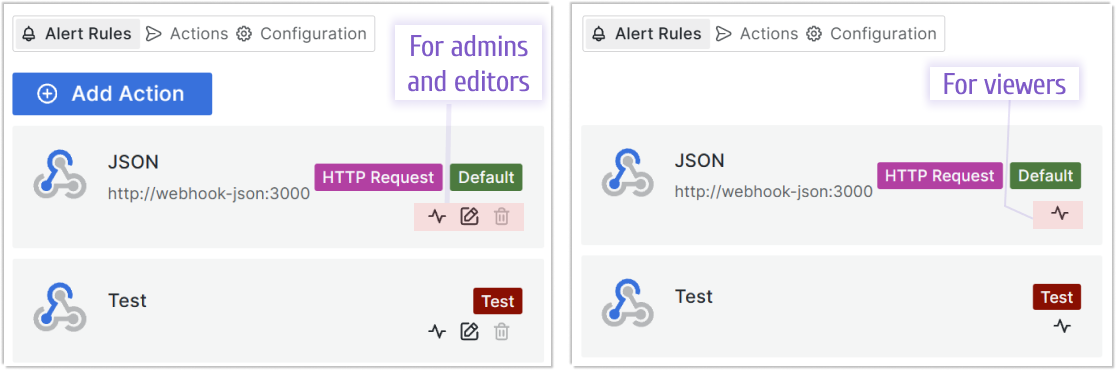 Alert Rules Actions Configuration
For admins
and editors
Add Action
JSON
http://webhook-json:3000
HTTP Request Default
Test
Test
Alert Rules Actions Configuration
For viewers
JSON
http://webhook-json:3000
HTTP Request Default
Test
Test